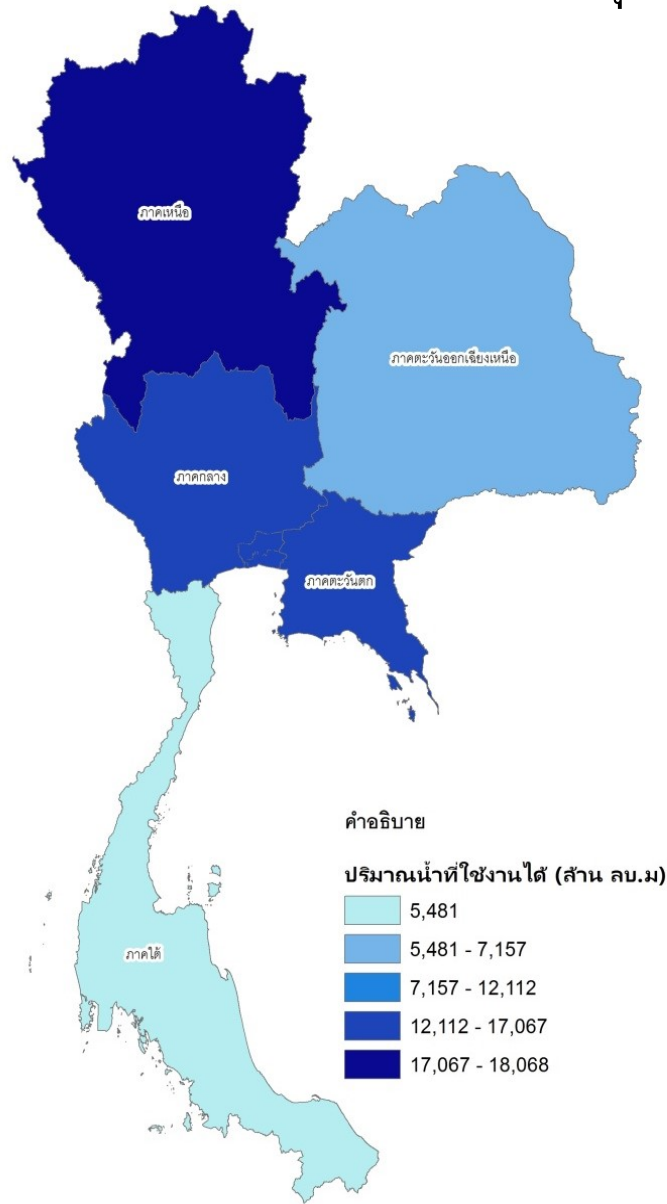 ภาคเหนือ
ภาคตะวันออกเฉียงเหนือ
ภาคกลาง
ภาคตะวันตก
ภาคใต้
คำอธิบาย
ปริมาณน้ำที่ใช้งานได้ (ล้าน ลบ.ม)
5,481
5,481 - 7,157
7,157 - 12,112
12,112 - 17,067
17,067 - 18,068